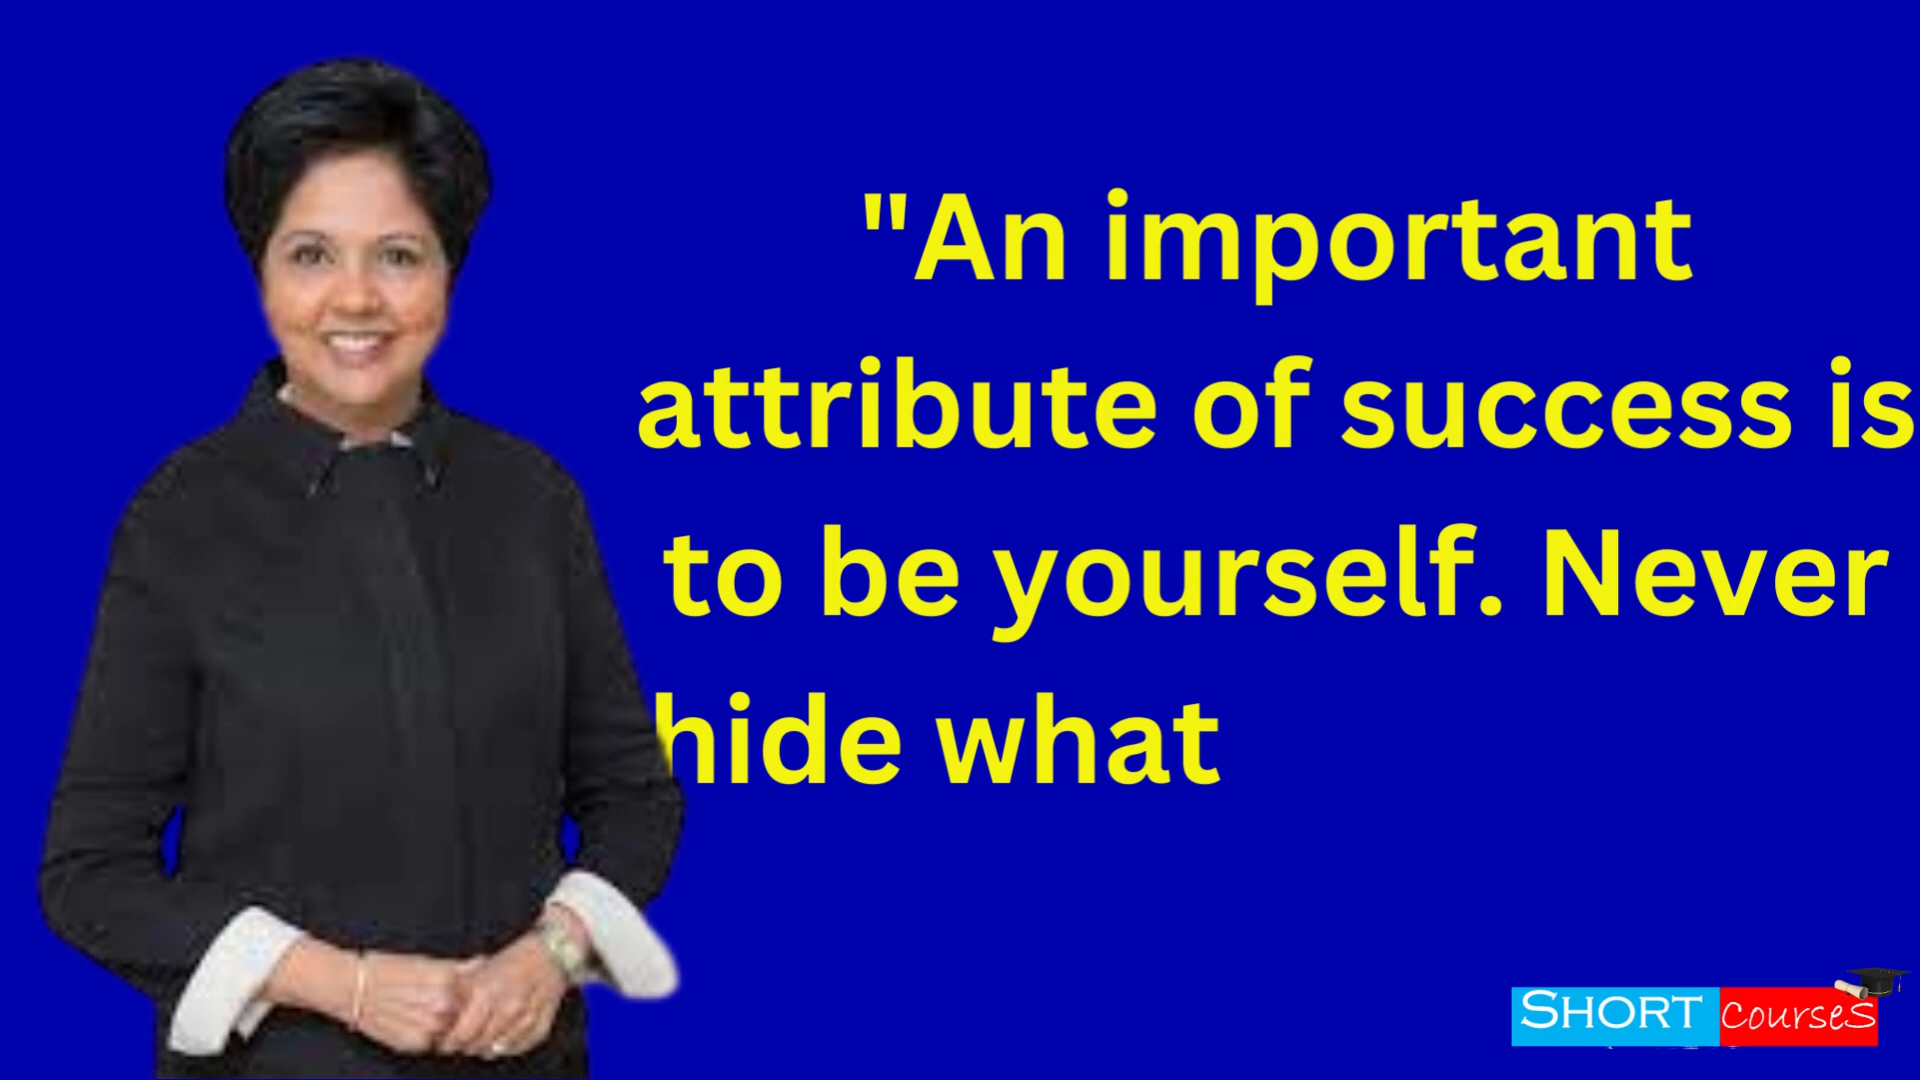 "An important
attribute of success is
to be yourself. Never
hide what
SHORT CourseS